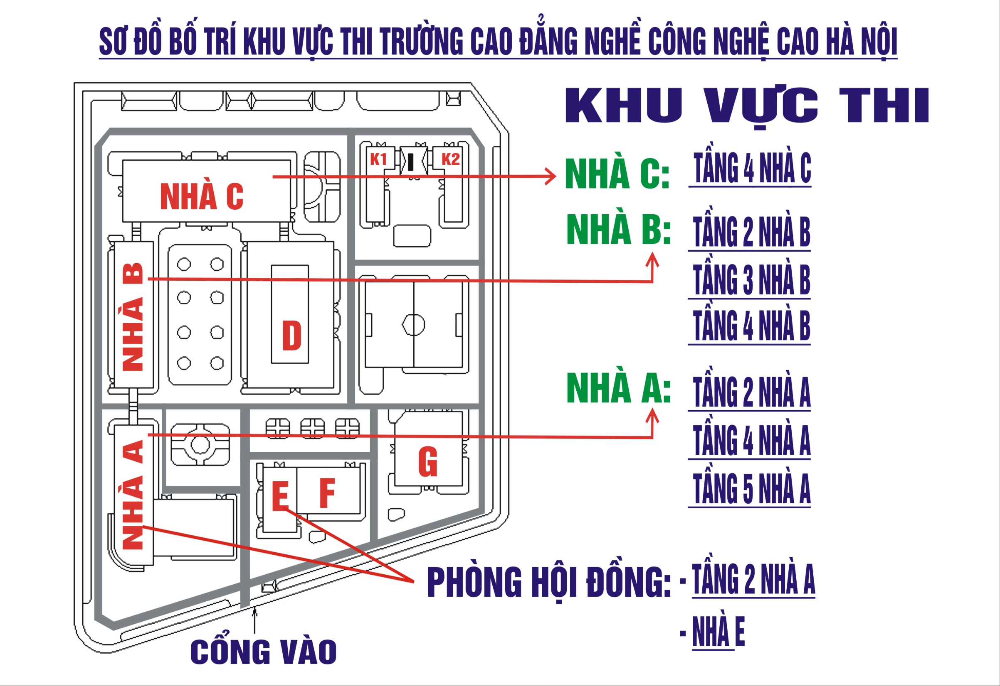 SƠ ĐỒ BỐ TRÍ KHU VỰC THI TRƯỜNG CAO ĐẲNG NGHỀ CÔNG NGHỆ CAO HÀ NỘI
KHU VỰC THI
K1
K2
NHÀ C
NHÀ C: TẦNG 4 NHÀ C
NHÀ B: TẦNG 2 NHÀ B
TẦNG 3 NHÀ B
TẦNG 4 NHÀ B
NHÀ B
D
NHÀ A: TẦNG 2 NHÀ A
TẦNG 4 NHÀ A
TẦNG 5 NHÀ A
NHÀ A
G
E
F
PHÒNG HỘI ĐỒNG: - TẦNG 2 NHÀ A
- NHÀ E
CỔNG VÀO